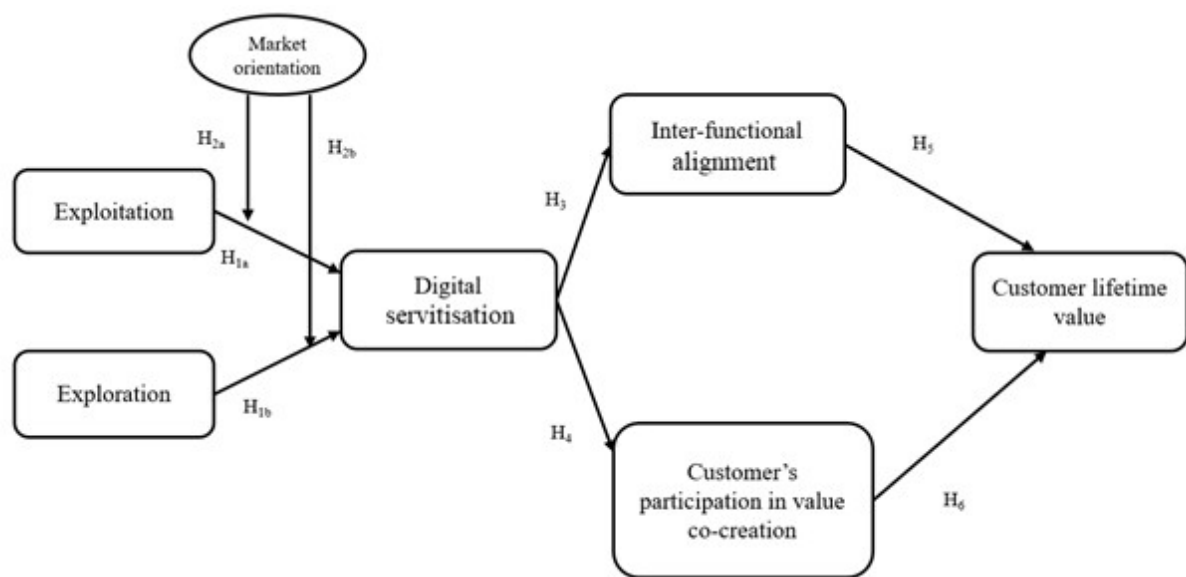 Market
orientation
H2a
H2b
Exploitation
H1a
Exploration
H1b
Digital
servitisation
H3
H4
Inter-functional
alignment
Customer’s
participation in value
co-creation
H5
H6
Customer lifetime
value